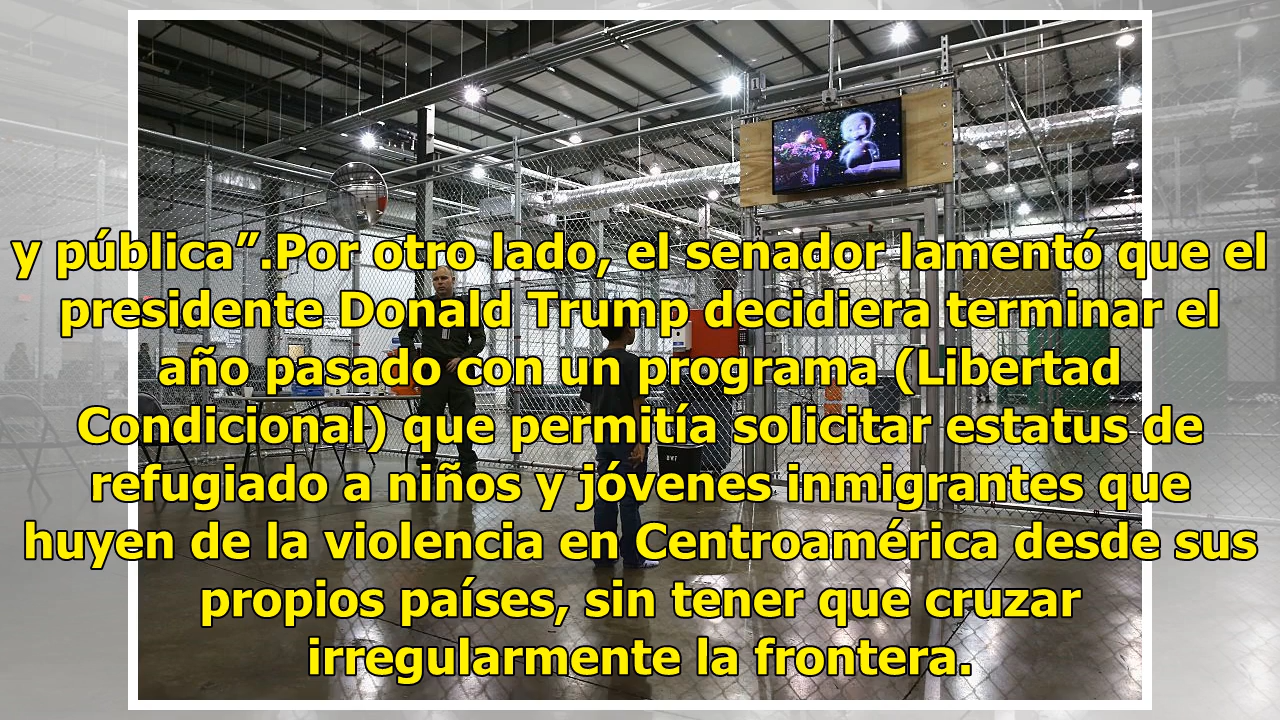 y pública”.Por otro lado, el senador lamentó que el
presidente Donald Trump decidiera terminar el
año pasado con un programa (Libertad
Condicional) que permitía solicitar estatus de
refugiado a niños y jóvenes inmigrantes que
huyen de la violencia en Centroamérica desde sus
propios países, sin tener que cruzar
irregularmente la frontera.